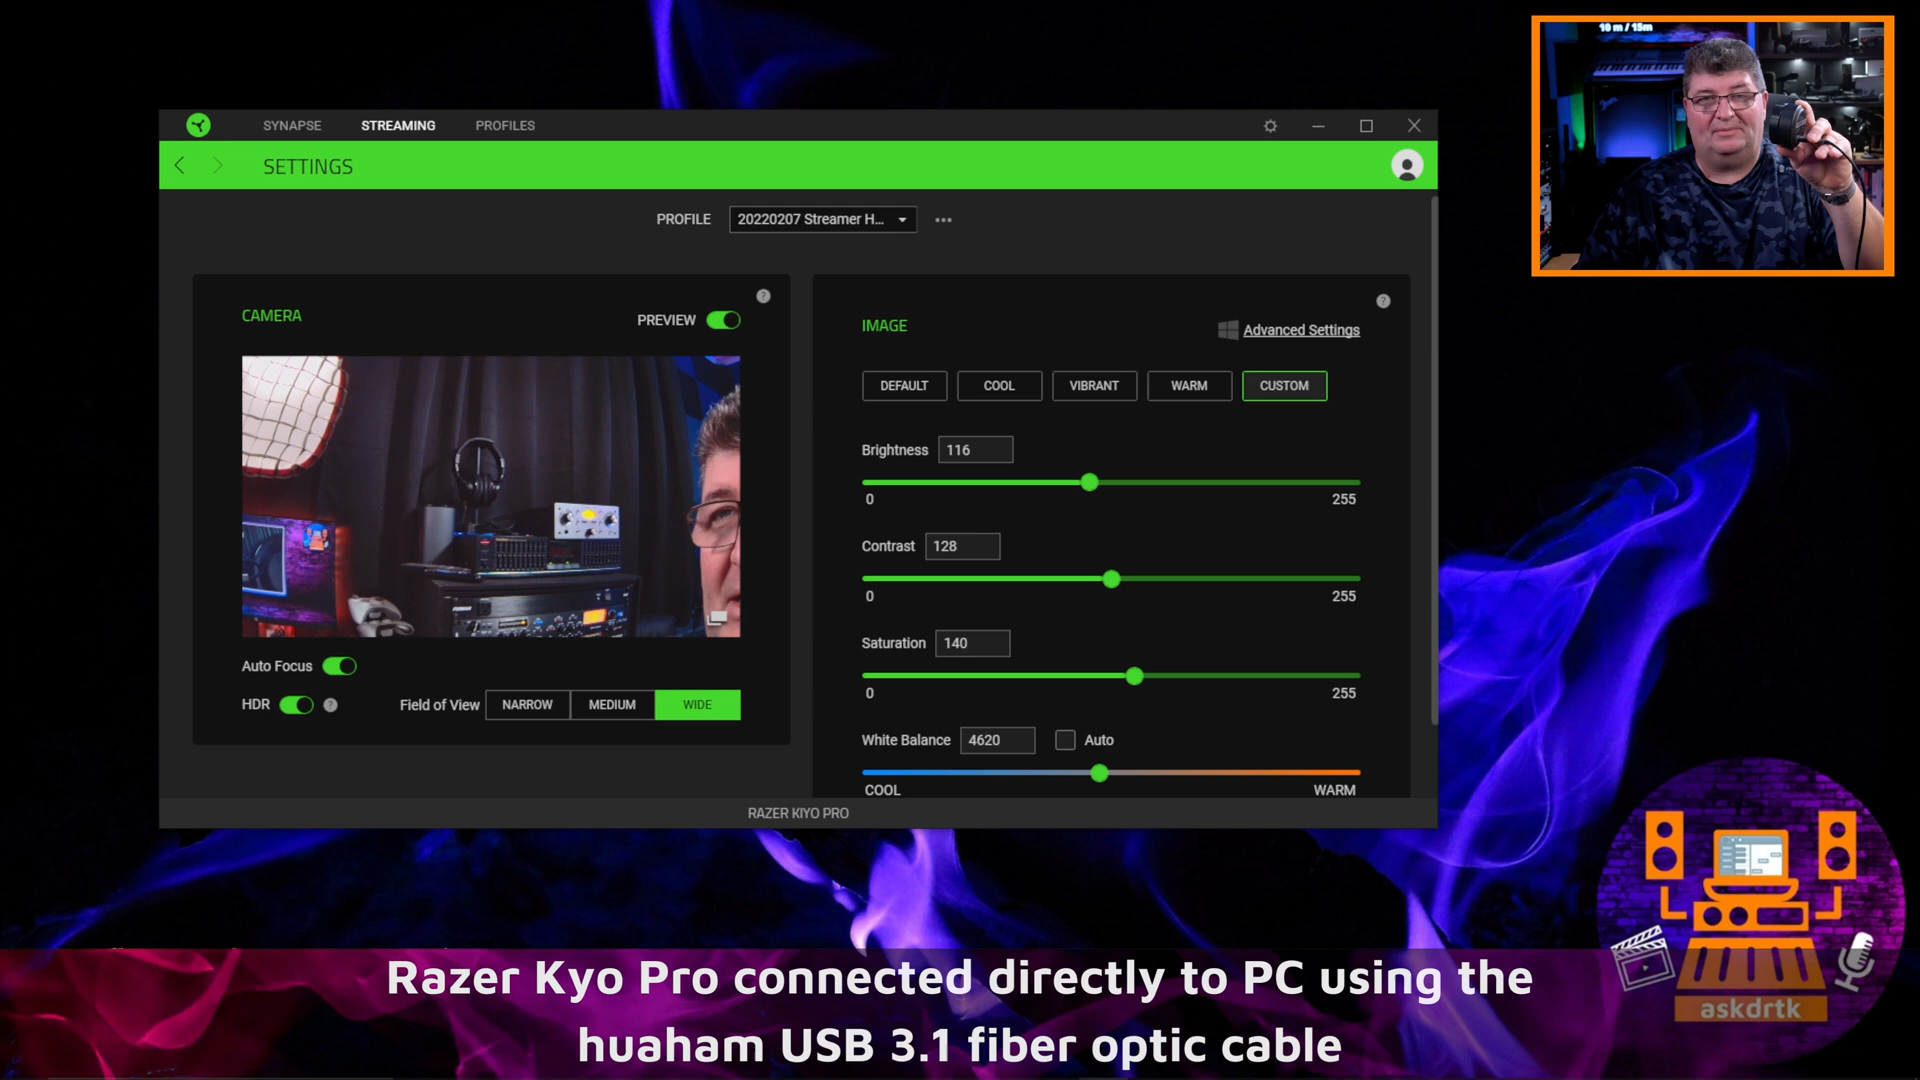 10 m / 15m
SYNAPSE STREAMING PROFILES
SETTINGS
PROFILE 20220207 Streamer H...
CAMERA
PREVIEW
?
Auto Focus
HDR ?
Field of View NARROW MEDIUM WIDE
?
IMAGE
Advanced Settings
DEFAULT COOL VIBRANT WARM CUSTOM
Brightness 116
0 255
Contrast 128
0 255
Saturation 140
0 255
White Balance 4620 Auto
COOL WARM
RAZER KIYO PRO
askdrtk
Razer Kyo Pro connected directly to PC using the
huaham USB 3.1 fiber optic cable